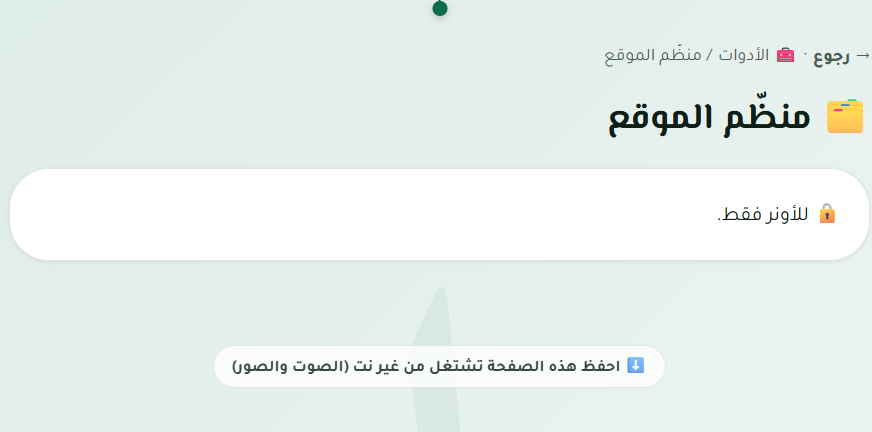 → رجوع · 🧰 الأدوات / منظّم الموقع
🗂️ منظّم الموقع
🔒 للأونر فقط.
⬇️ احفظ هذه الصفحة تشتغل من غير نت (الصوت والصور)